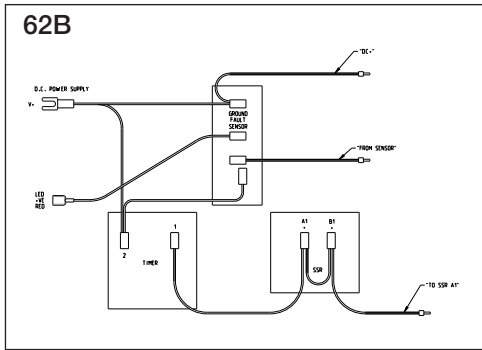 62B
"DC+"
D.C. POWER SUPPLY
V+
GROUND
FAULT
SENSOR
"FROM SENSOR"
LED
+VE
RED
1
2
TIMER
A1
+
B1
+
SSR
"TO SSR A1"